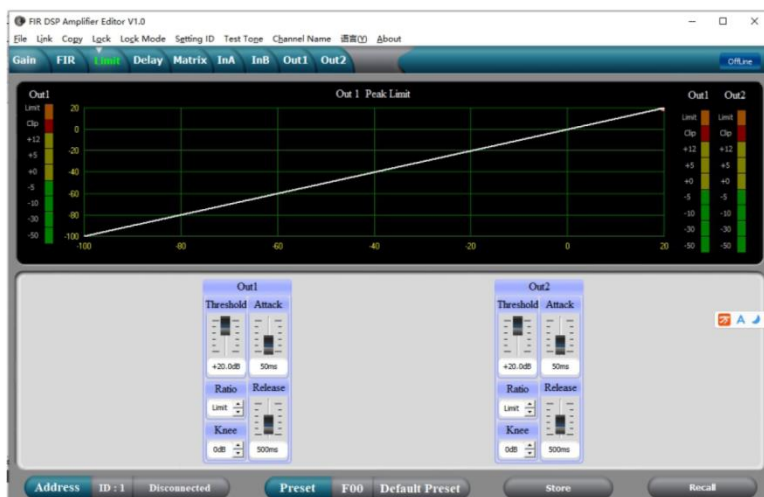 FIR DSP Amplifier Editor V1.0
File Link Copy Lock Lock Mode Setting ID Test Tone Channel Name 语言(Y) About
Gain FIR Limit Delay Matrix InA InB Out1 Out2 OffLine
Out1 Out 1 Peak Limit Out1 Out2
Limit 20 Limit Limit
Clip 0 Clip Clip
+12 +12 +12
+5 -20 +5 +5
+0 -40 +0 +0
-5 -60 -5 -5
-10 -10 -10
-30 -80 -30 -30
-50 -100 -50 -50
-100 -80 -60 -40 -20 0 20
Out1 Out2
Threshold Attack Threshold Attack
+20.0dB 50ms +20.0dB 50ms
Ratio Release Ratio Release
Limit Limit
Knee Knee
0dB 500ms 0dB 500ms
Address ID : 1 Disconnected Preset F00 Default Preset Store Recall